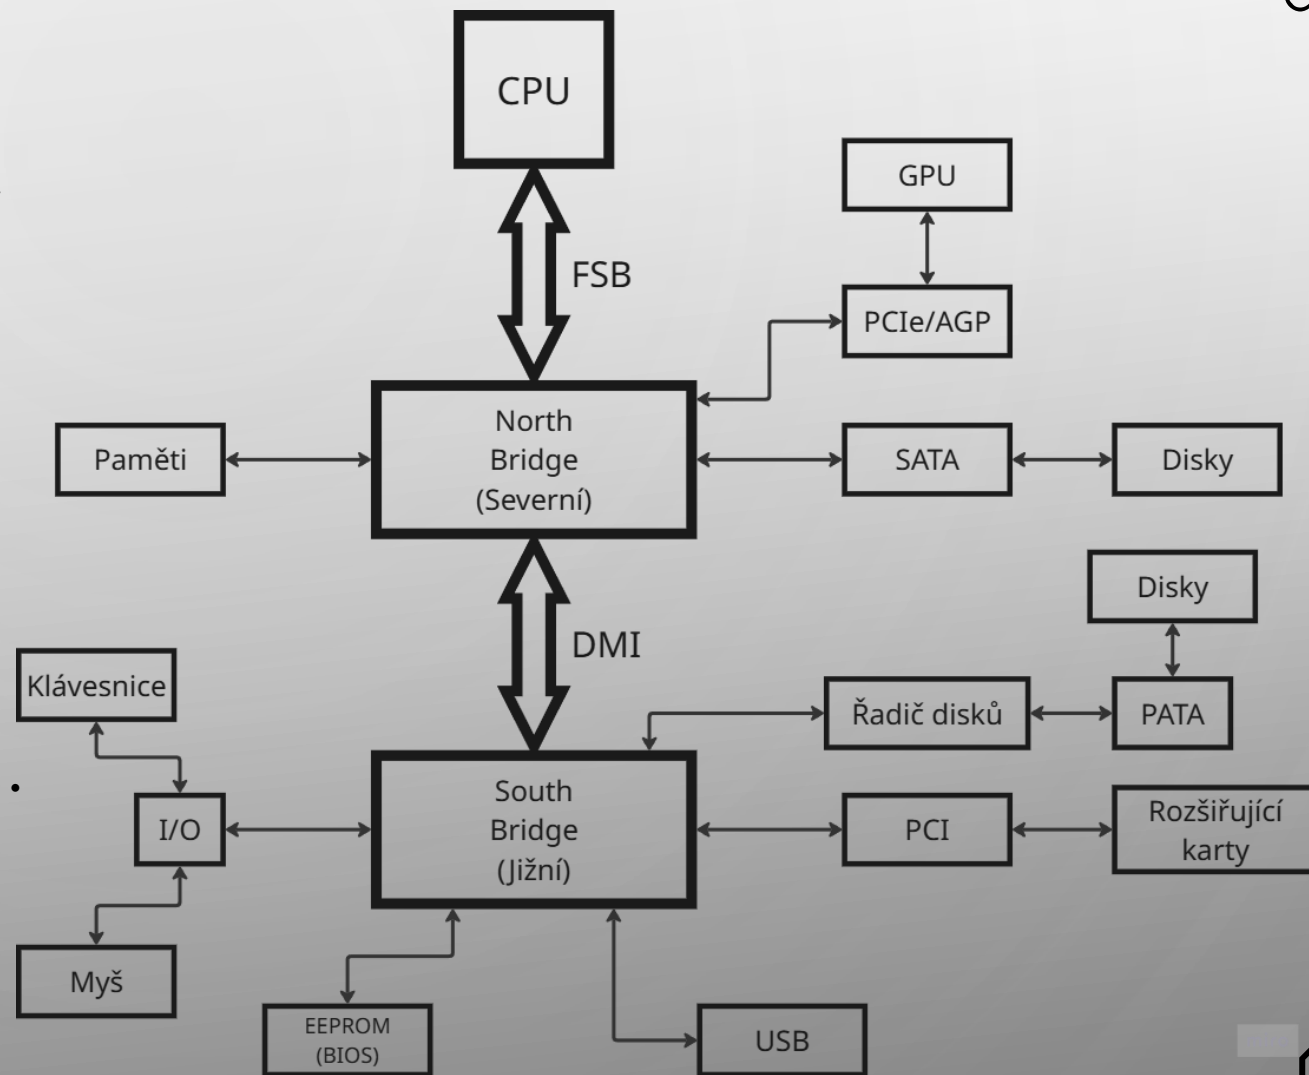 CPU
GPU
FSB
PCIe/AGP
North
Bridge
(Severní)
Paměti
SATA
Disky
Disky
DMI
Klávesnice
Řadič disků
PATA
South
Bridge
(Jižní)
I/O
PCI
Rozšiřující
karty
Myš
EEPROM
(BIOS)
USB